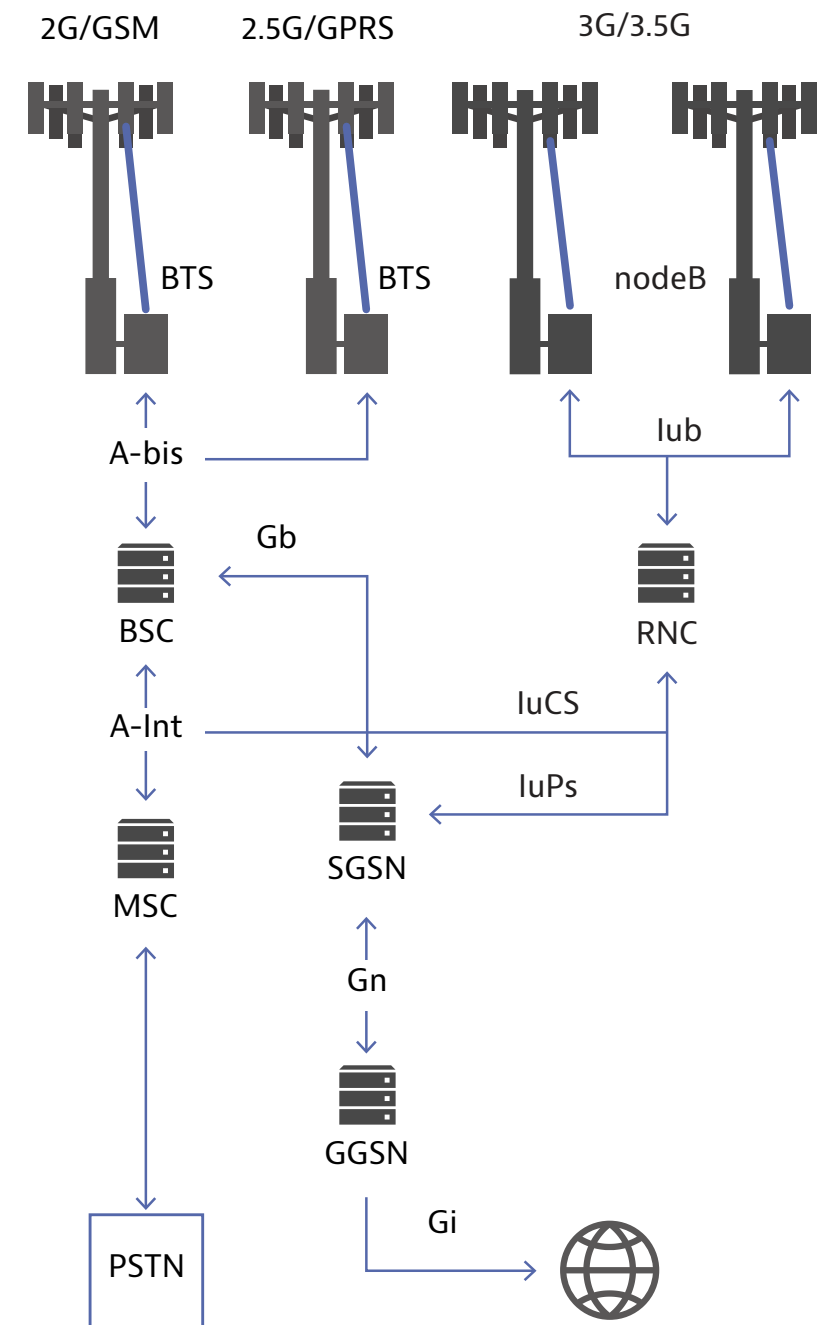 2G/GSM
2.5G/GPRS
3G/3.5G
BTS
BTS
nodeB
A-bis
Iub
Gb
BSC
RNC
A-Int
IuCS
IuPs
SGSN
MSC
Gn
GGSN
Gi
PSTN